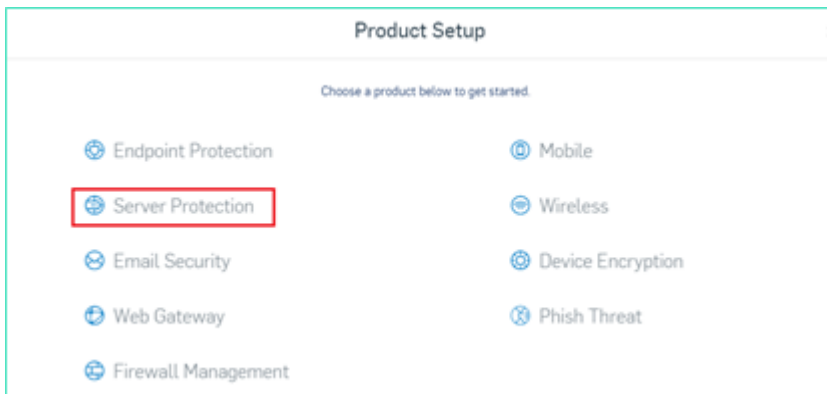 Product Setup
Choose a product below to get started.
Endpoint Protection
Mobile
Server Protection
Wireless
Email Security
Device Encryption
Web Gateway
Phish Threat
Firewall Management